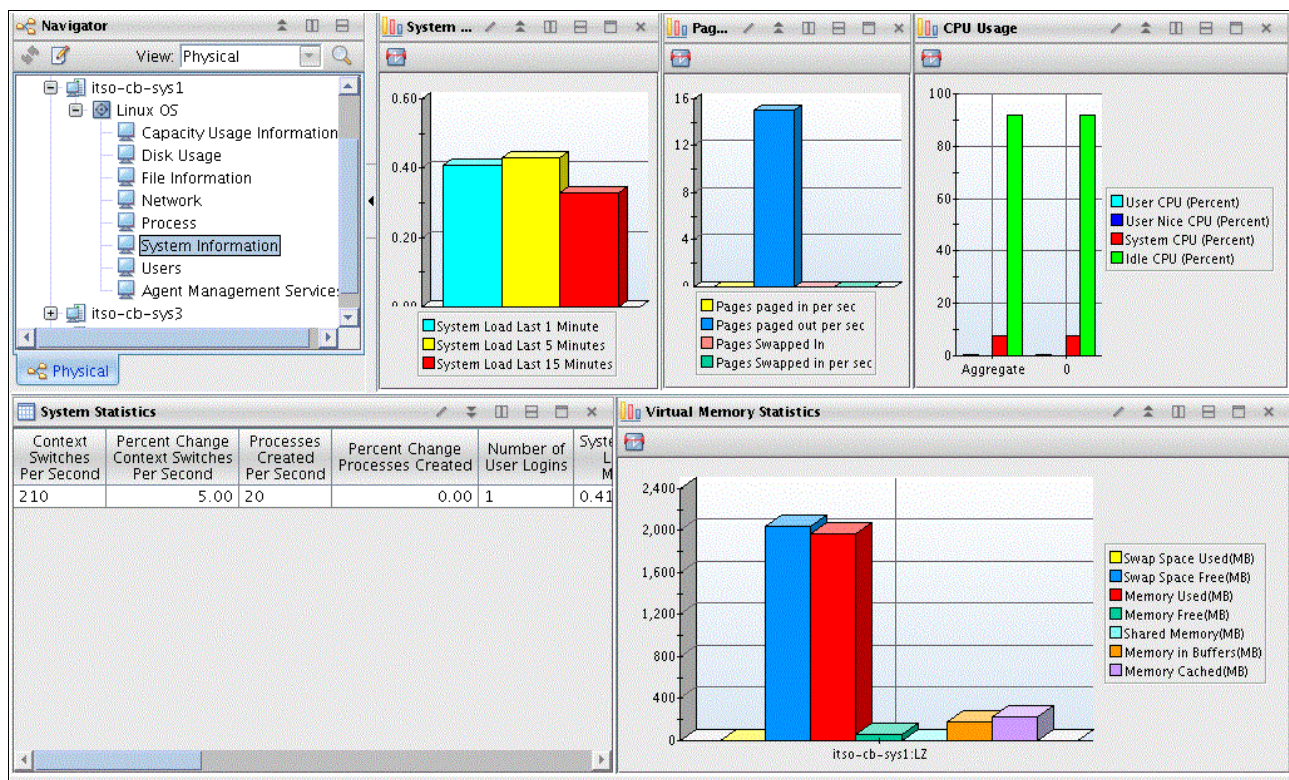 Navigator
View: Physical
itso-cb-sys1
Linux OS
Capacity Usage Information
Disk Usage
File Information
Network
Process
System Information
Users
Agent Management Service
itso-cb-sys3
Physical
System ...
0.60
0.40
0.20
0.00
System Load Last 1 Minute
System Load Last 5 Minutes
System Load Last 15 Minutes
Pag...
16
12
8
4
0
Pages paged in per sec
Pages paged out per sec
Pages Swapped In
Pages Swapped in per sec
CPU Usage
100
80
60
40
20
0
Aggregate 0
User CPU (Percent)
User Nice CPU (Percent)
System CPU (Percent)
Idle CPU (Percent)
System Statistics
Context Switches Per Second
Percent Change Context Switches Per Second
Processes Created Per Second
Percent Change Processes Created
Number of User Logins
Syste
L
M
210 5.00 20 0.00 1 0.41
Virtual Memory Statistics
2,400
2,000
1,600
1,200
800
400
0
itso-cb-sys1:LZ
Swap Space Used(MB)
Swap Space Free(MB)
Memory Used(MB)
Memory Free(MB)
Shared Memory(MB)
Memory in Buffers(MB)
Memory Cached(MB)